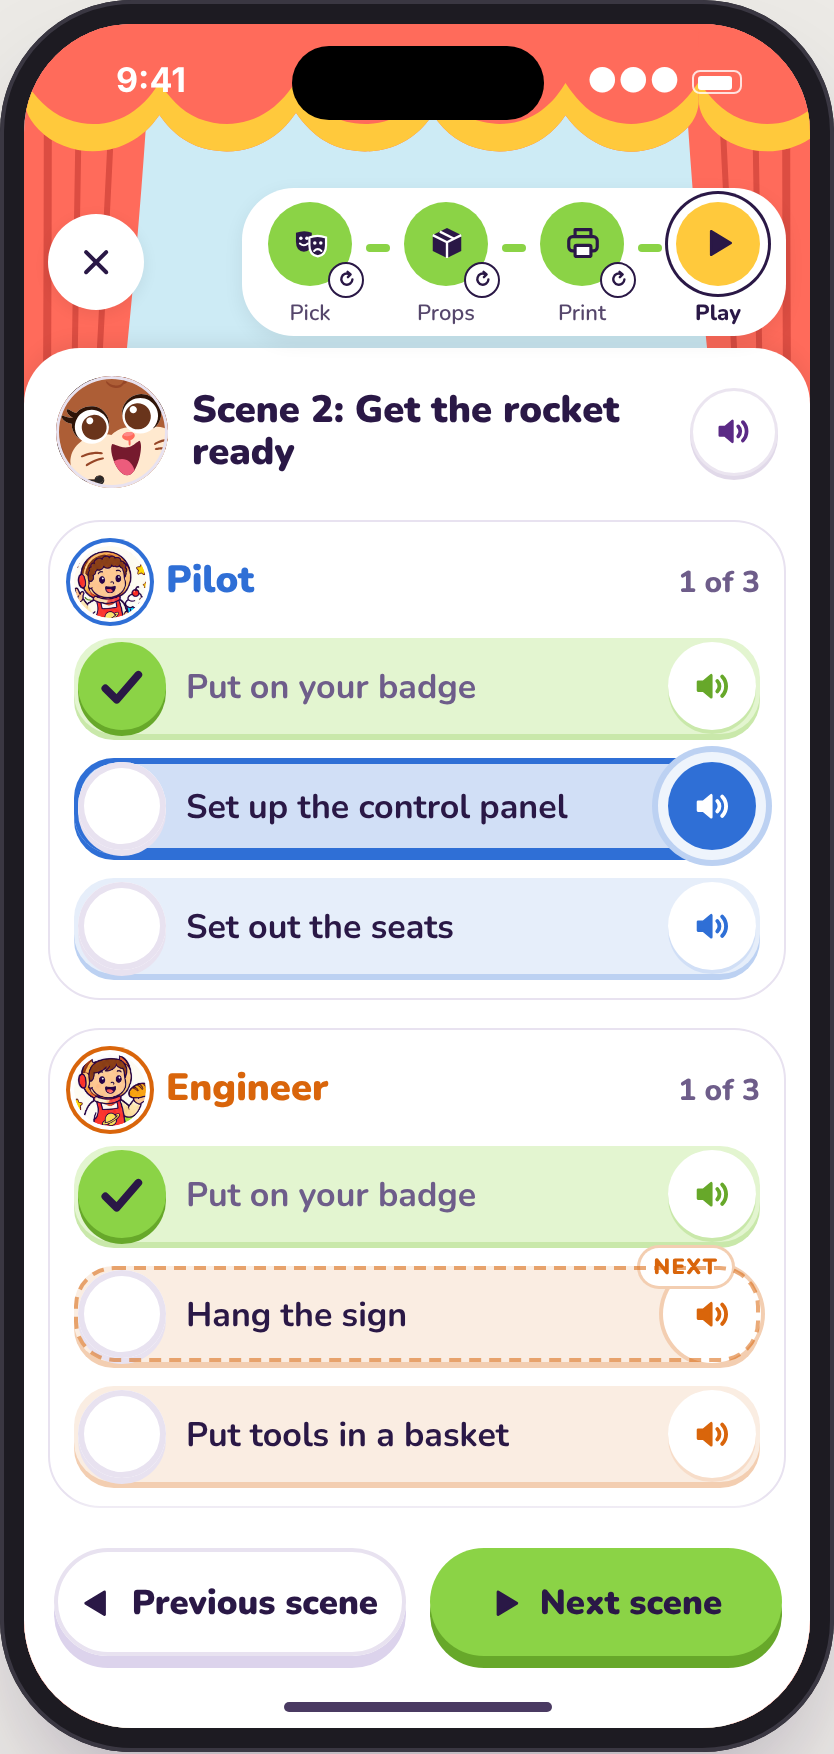 9:41
Pick
Props
Print
Play
Scene 2: Get the rocket
ready
Pilot
1 of 3
Put on your badge
Set up the control panel
Set out the seats
Engineer
1 of 3
Put on your badge
NEXT
Hang the sign
Put tools in a basket
Previous scene
Next scene